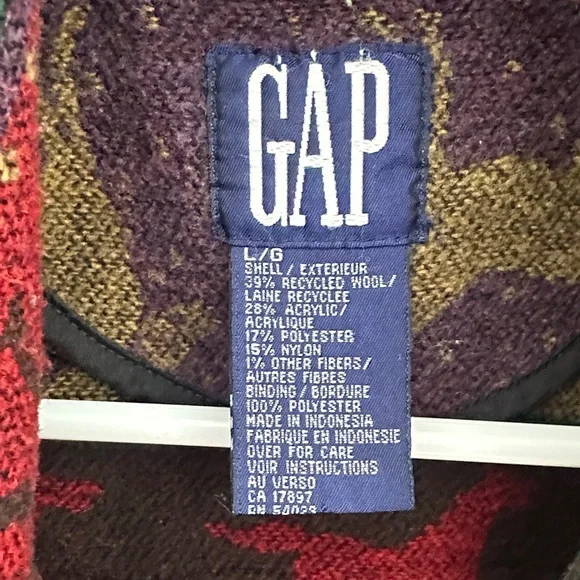 GAP
L/G
SHELL / EXTERIEUR
39% RECYCLED WOOL/
LAINE RECYCLEE
28% ACRYLIC/
ACRYLIQUE
17% POLYESTER
15% NYLON
1% OTHER FIBERS/
AUTRES FIBRES
BINDING / BORDURE
100% POLYESTER
MADE IN INDONESIA
FABRIQUE EN INDONESIE
OVER FOR CARE
VOIR INSTRUCTIONS
AU VERSO
CA 17897
RN 54023